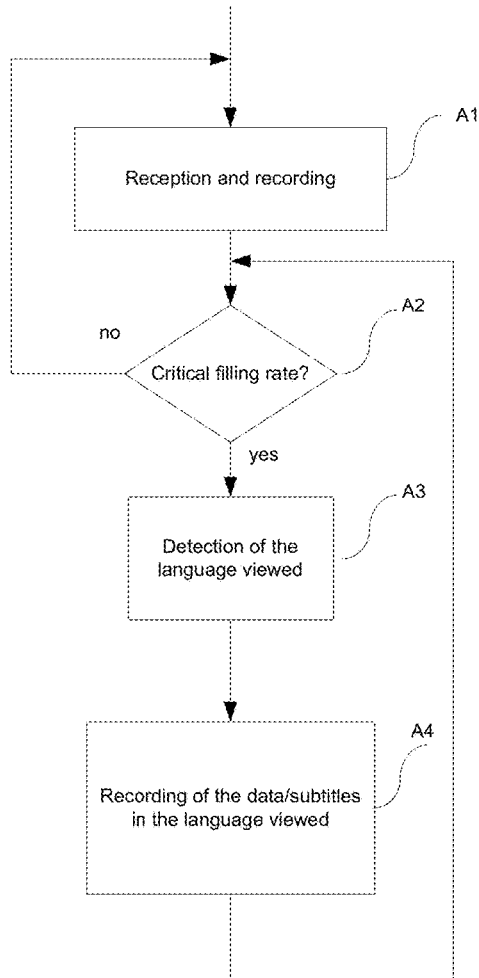 A1
Reception and recording
A2
no
Critical filling rate?
yes
A3
Detection of the
language viewed
A4
Recording of the data/subtitles
in the language viewed